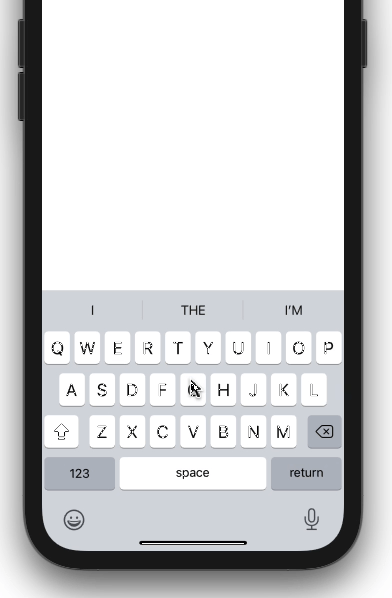 I THE I'M
Q W E R T Y U I O P
A S D F H J K L
Z X C V B N M
123 space return